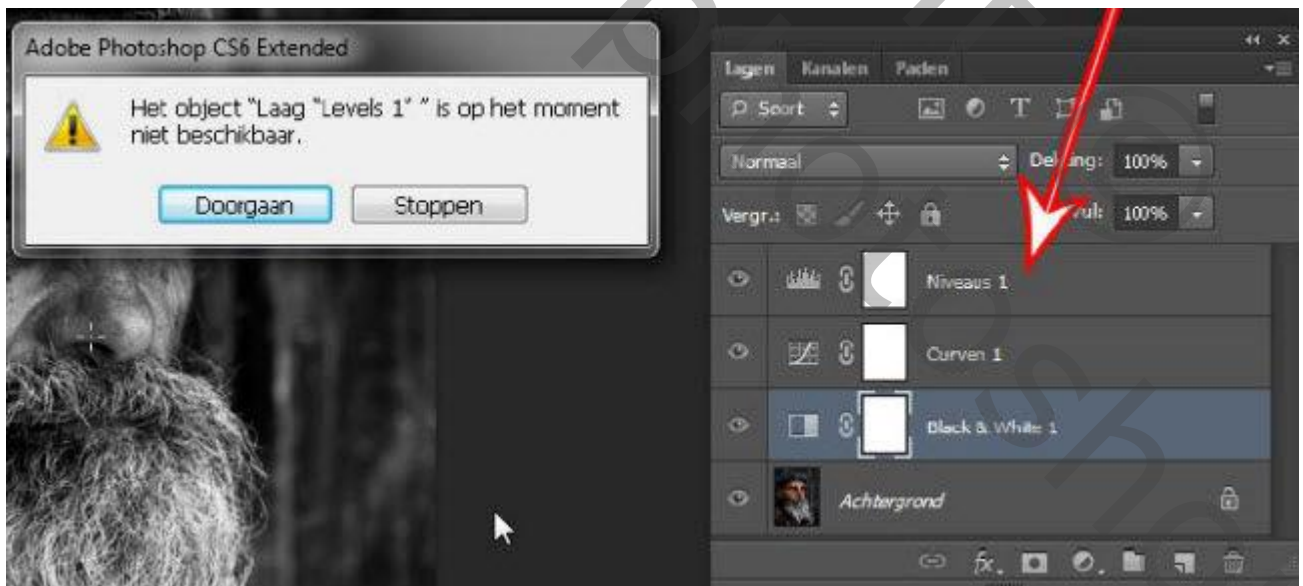 Adobe Photoshop CS6 Extended
Het object "Laag "Levels 1" " is op het moment
niet beschikbaar.
Doorgaan Stoppen
Lagen Kanalen Paden
Soort
Normaal Dekking: 100%
Vergr.: Vul: 100%
Niveaus 1
Curven 1
Black & White 1
Achtergrond